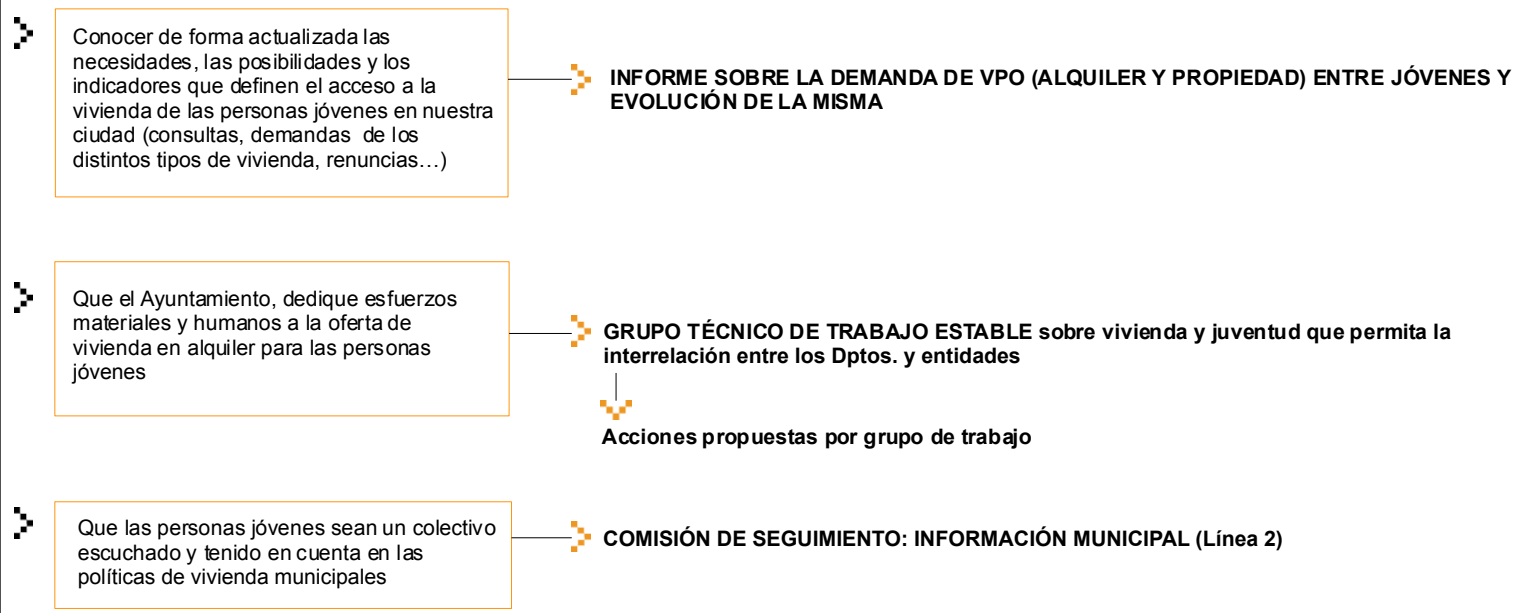 Conocer de forma actualizada las
necesidades, las posibilidades y los
indicadores que definen el acceso a la
vivienda de las personas jóvenes en nuestra
ciudad (consultas, demandas de los
distintos tipos de vivienda, renuncias…)
INFORME SOBRE LA DEMANDA DE VPO (ALQUILER Y PROPIEDAD) ENTRE JÓVENES Y
EVOLUCIÓN DE LA MISMA
Que el Ayuntamiento, dedique esfuerzos
materiales y humanos a la oferta de
vivienda en alquiler para las personas
jóvenes
GRUPO TÉCNICO DE TRABAJO ESTABLE sobre vivienda y juventud que permita la
interrelación entre los Dptos. y entidades
Acciones propuestas por grupo de trabajo
Que las personas jóvenes sean un colectivo
escuchado y tenido en cuenta en las
políticas de vivienda municipales
COMISIÓN DE SEGUIMIENTO: INFORMACIÓN MUNICIPAL (Línea 2)